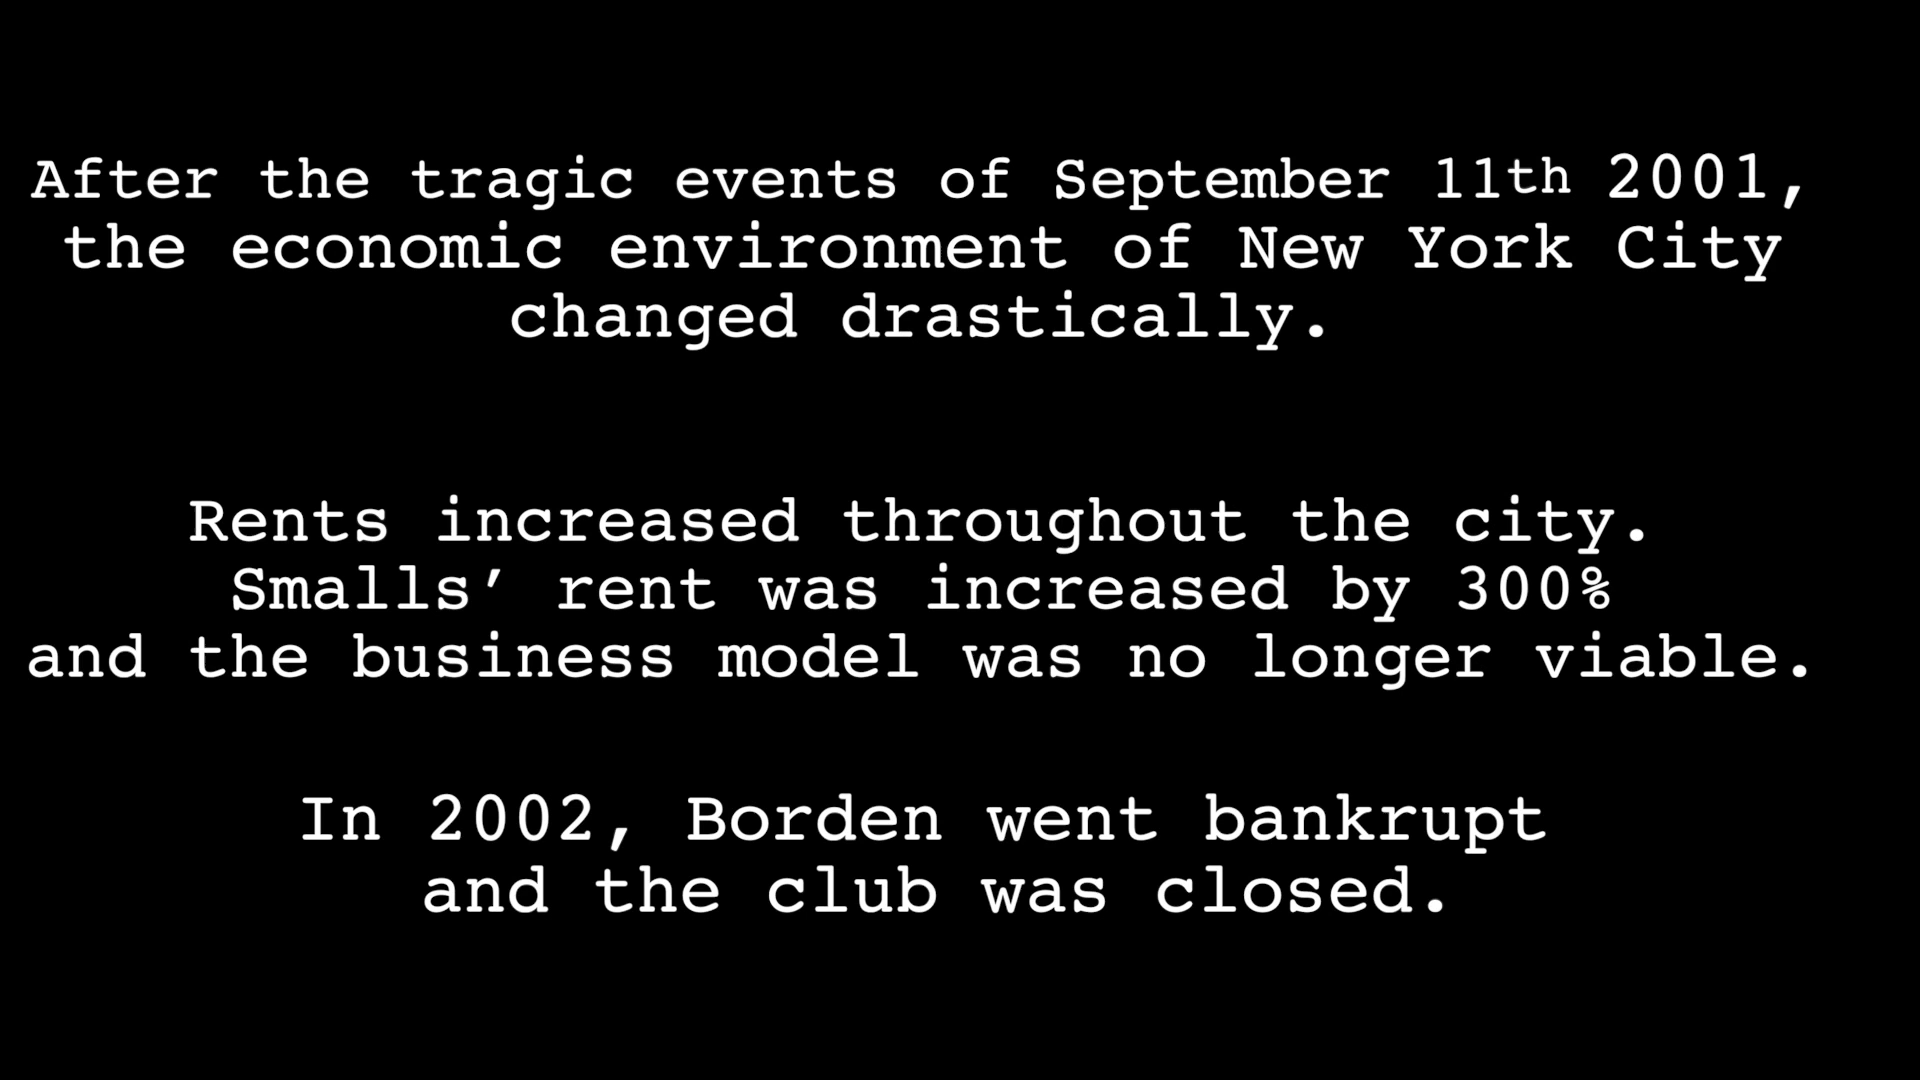 After the tragic events of September 11th 2001,
the economic environment of New York City
changed drastically.
Rents increased throughout the city.
Smalls’ rent was increased by 300%
and the business model was no longer viable.
In 2002, Borden went bankrupt
and the club was closed.